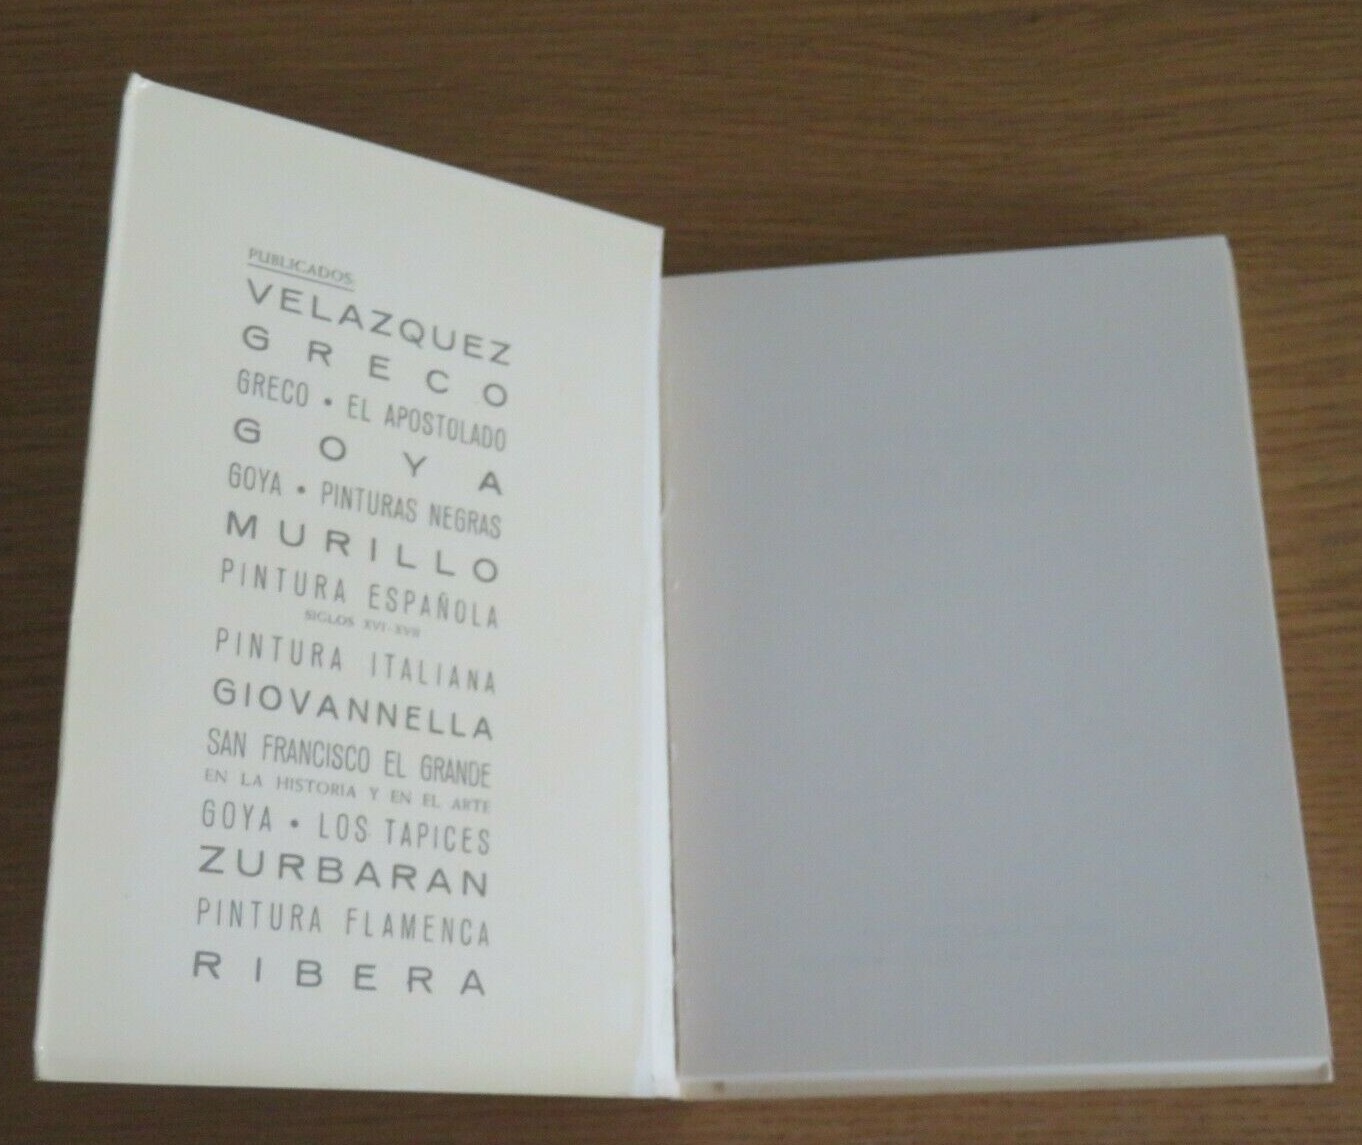 PUBLICADOS:
VELAZQUEZ
GRECO
GRECO • EL APOSTOLADO
GOYA
GOYA • PINTURAS NEGRAS
MURILLO
PINTURA ESPAÑOLA
SIGLOS XVI-XVII
PINTURA ITALIANA
GIOVANNELLA
SAN FRANCISCO EL GRANDE
EN LA HISTORIA Y EN EL ARTE
GOYA • LOS TAPICES
ZURBARAN
PINTURA FLAMENCA
RIBERA